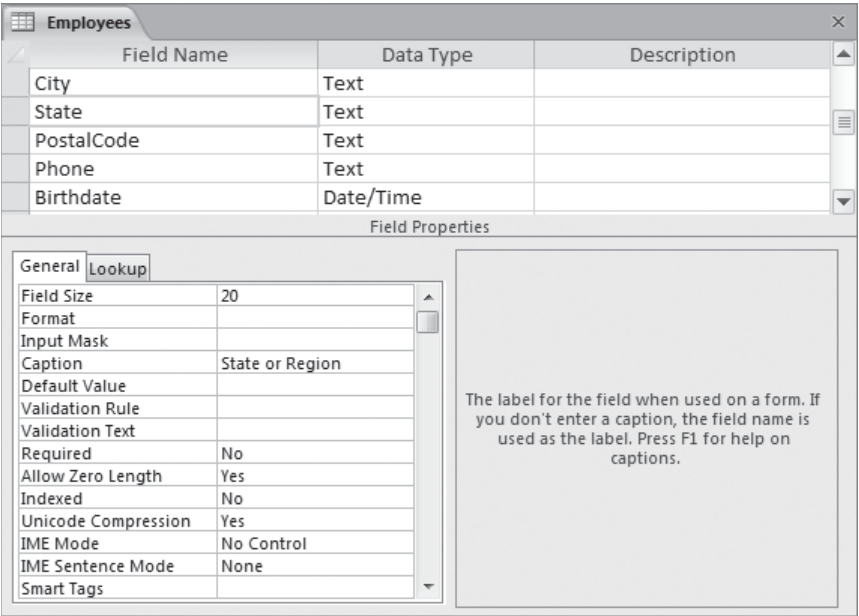 Employees
Field Name Data Type Description
City Text
State Text
PostalCode Text
Phone Text
Birthdate Date/Time
Field Properties
General Lookup
Field Size 20
Format
Input Mask
Caption State or Region
Default Value
Validation Rule
Validation Text
Required No
Allow Zero Length Yes
Indexed No
Unicode Compression Yes
IME Mode No Control
IME Sentence Mode None
Smart Tags
The label for the field when used on a form. If
you don't enter a caption, the field name is
used as the label. Press F1 for help on
captions.